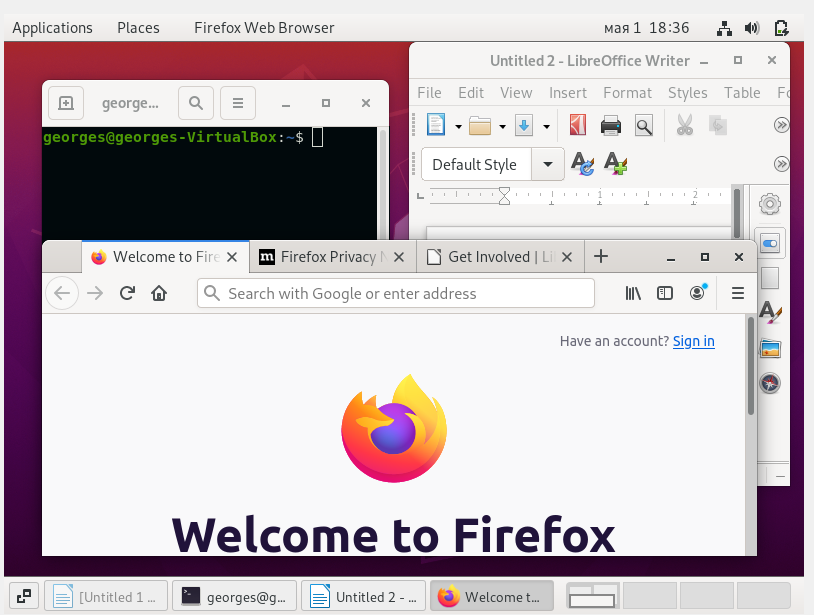 Applications Places Firefox Web Browser мая 1 18:36
Untitled 2 - LibreOffice Writer
File Edit View Insert Format Styles Table
george...
georges@georges-VirtualBox:~$
Default Style
1 2
Welcome to Fire
Firefox Privacy N
Get Involved | Li
Search with Google or enter address
Have an account? Sign in
Welcome to Firefox
[Untitled 1 ... georges@g... Untitled 2 - ... Welcome t...